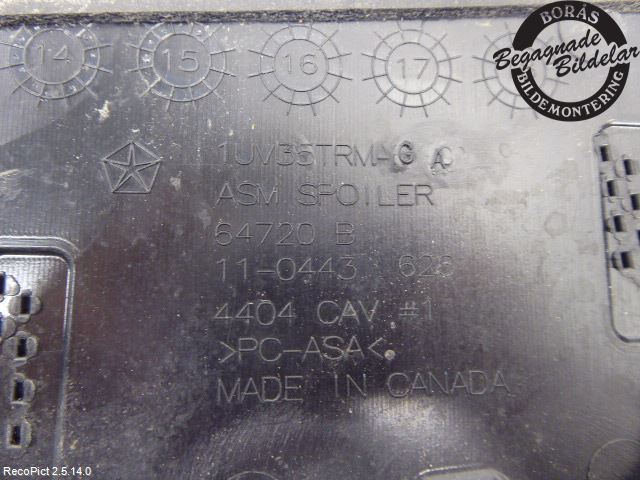 14 15 16 17
BORÅS
Begagnade
Bildelar
BILDEMONTERING
ASM SPOILER
64720 B
11-0443 626
4404 CAV #1
>PC-ASA<
MADE IN CANADA
RecoPict 2.5.14.0